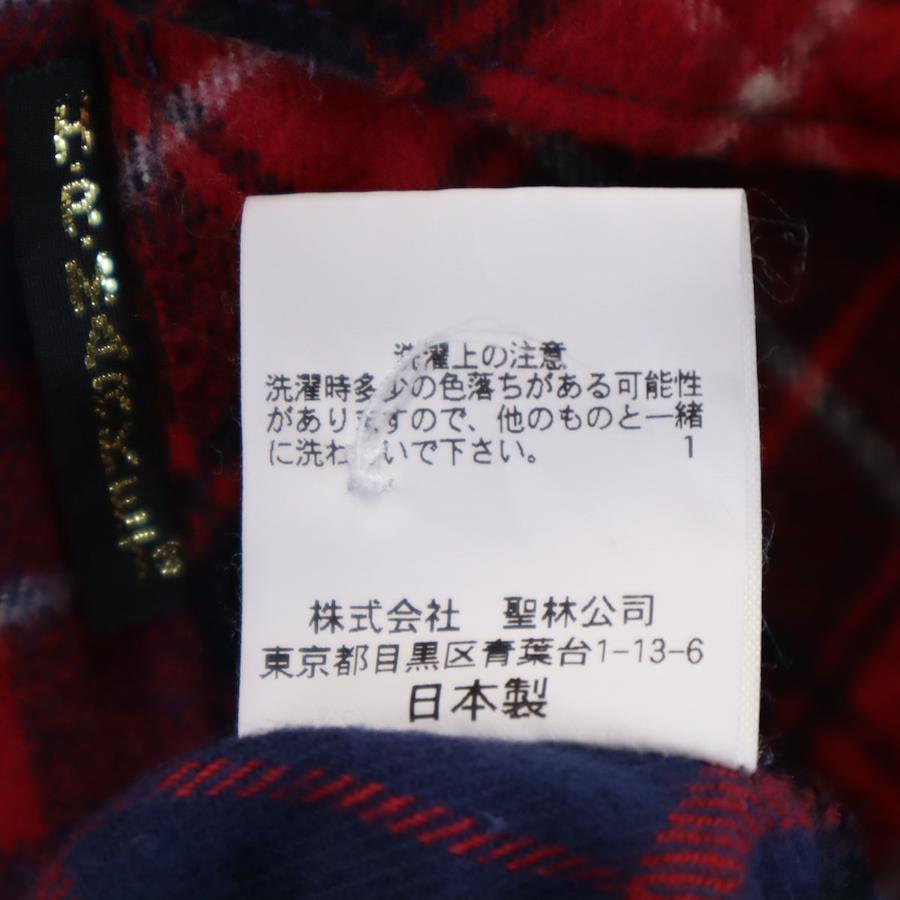 H.R.MARKET
洗濯上の注意
洗濯時多少の色落ちがある可能性
がありますので、他のものと一緒
に洗わ いで下さい。 1
株式会社 聖林公司
東京都目黒区青葉台1-13-6
日本製